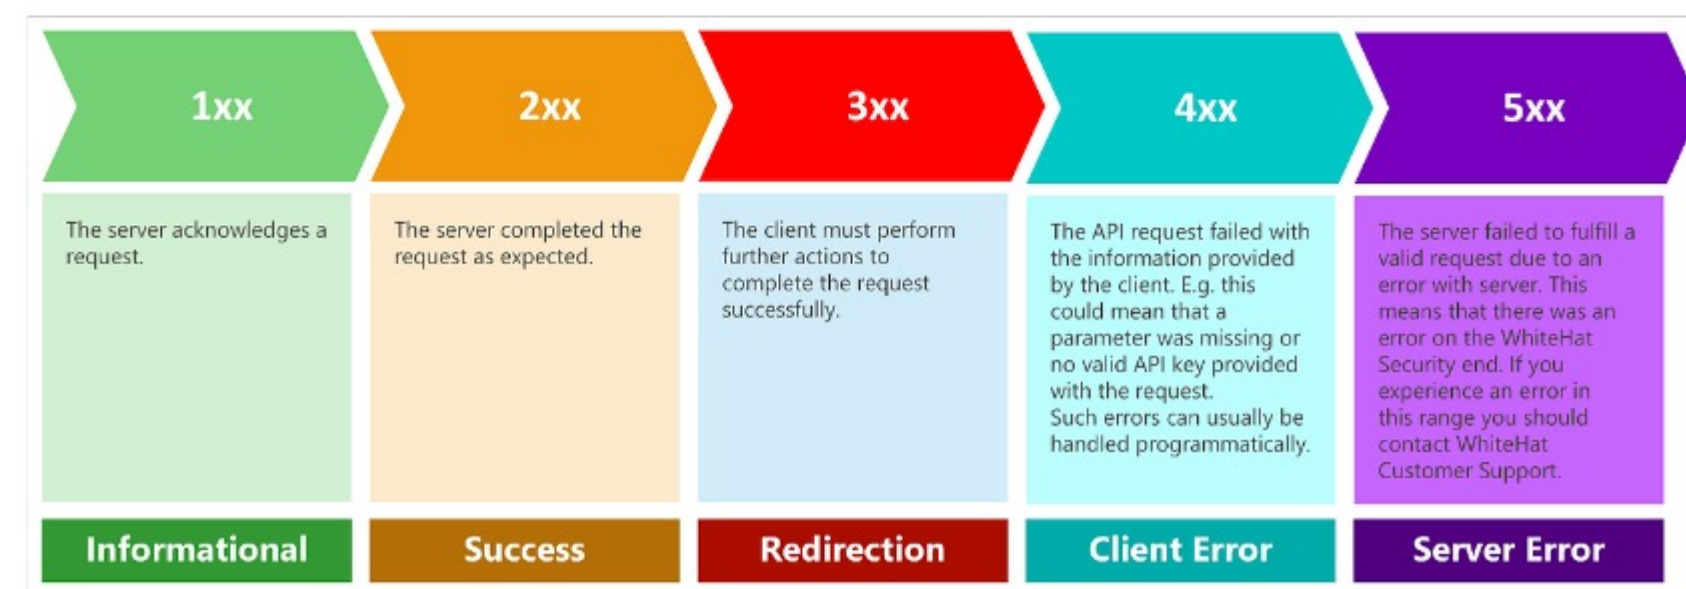 1xx
2xx
3xx
4xx
5xx
The server acknowledges a
request.
The server completed the
request as expected.
The client must perform
further actions to
complete the request
successfully.
The API request failed with
the information provided
by the client. E.g. this
could mean that a
parameter was missing or
no valid API key provided
with the request.
Such errors can usually be
handled programmatically.
The server failed to fulfill a
valid request due to an
error with server. This
means that there was an
error on the WhiteHat
Security end. If you
experience an error in
this range you should
contact WhiteHat
Customer Support.
Informational
Success
Redirection
Client Error
Server Error